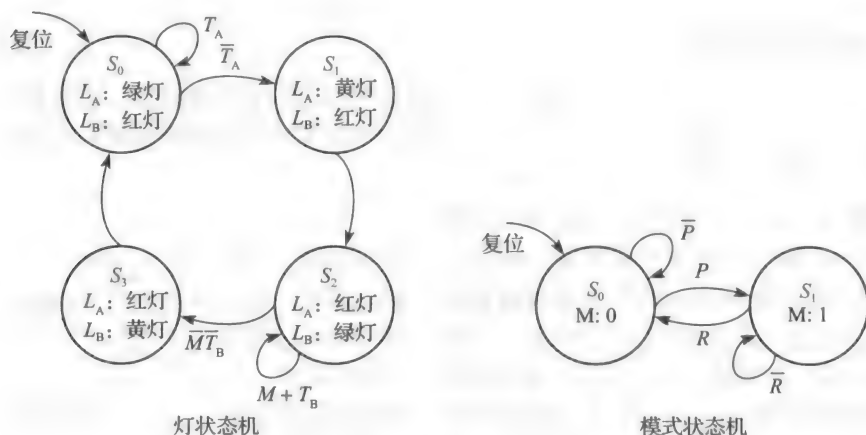 复位
T_A
T̅_A
S_0
L_A: 绿灯
L_B: 红灯
S_1
L_A: 黄灯
L_B: 红灯
S_3
L_A: 红灯
L_B: 黄灯
S_2
L_A: 红灯
L_B: 绿灯
M̅T̅_B
M + T_B
灯状态机
复位
P̅
S_0
M: 0
P
R
S_1
M: 1
R̅
模式状态机